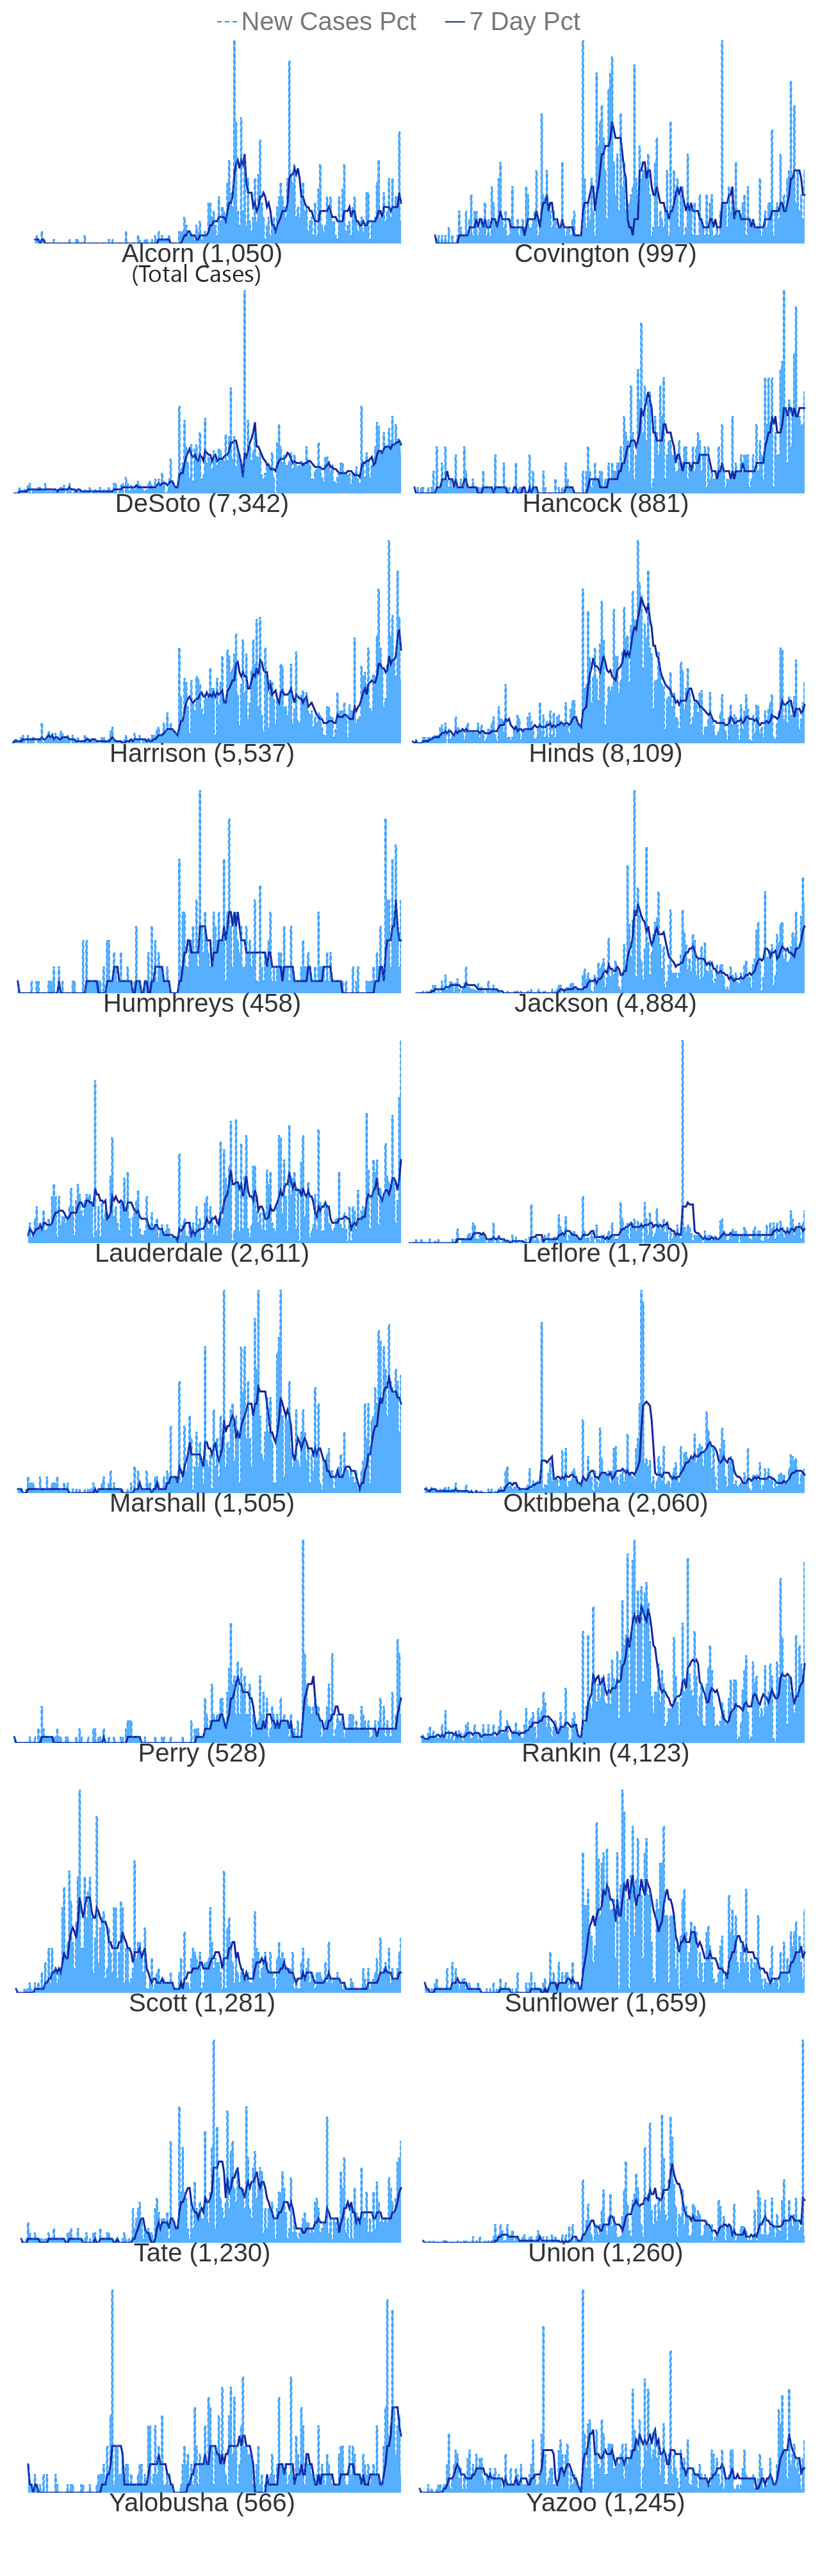 New Cases Pct 7 Day Pct
Alcorn (1,050) Covington (997)
(Total Cases)
DeSoto (7,342) Hancock (881)
Harrison (5,537) Hinds (8,109)
Humphreys (458) Jackson (4,884)
Lauderdale (2,611) Leflore (1,730)
Marshall (1,505) Oktibbeha (2,060)
Perry (528) Rankin (4,123)
Scott (1,281) Sunflower (1,659)
Tate (1,230) Union (1,260)
Yalobusha (566) Yazoo (1,245)